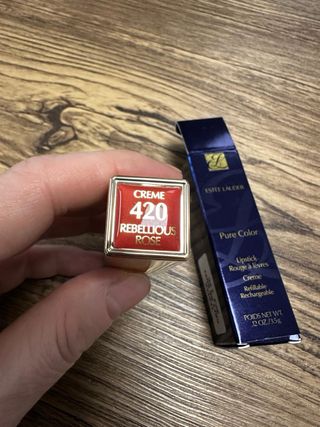 CREME
420
REBELLIOUS
ROSE
ESTĒE LAUDER
Pure Color
Lipstick
Rouge à lèvres
Creme
Refillable
Rechargeable
POIDS NET WT.
.12 OZ./3.5g